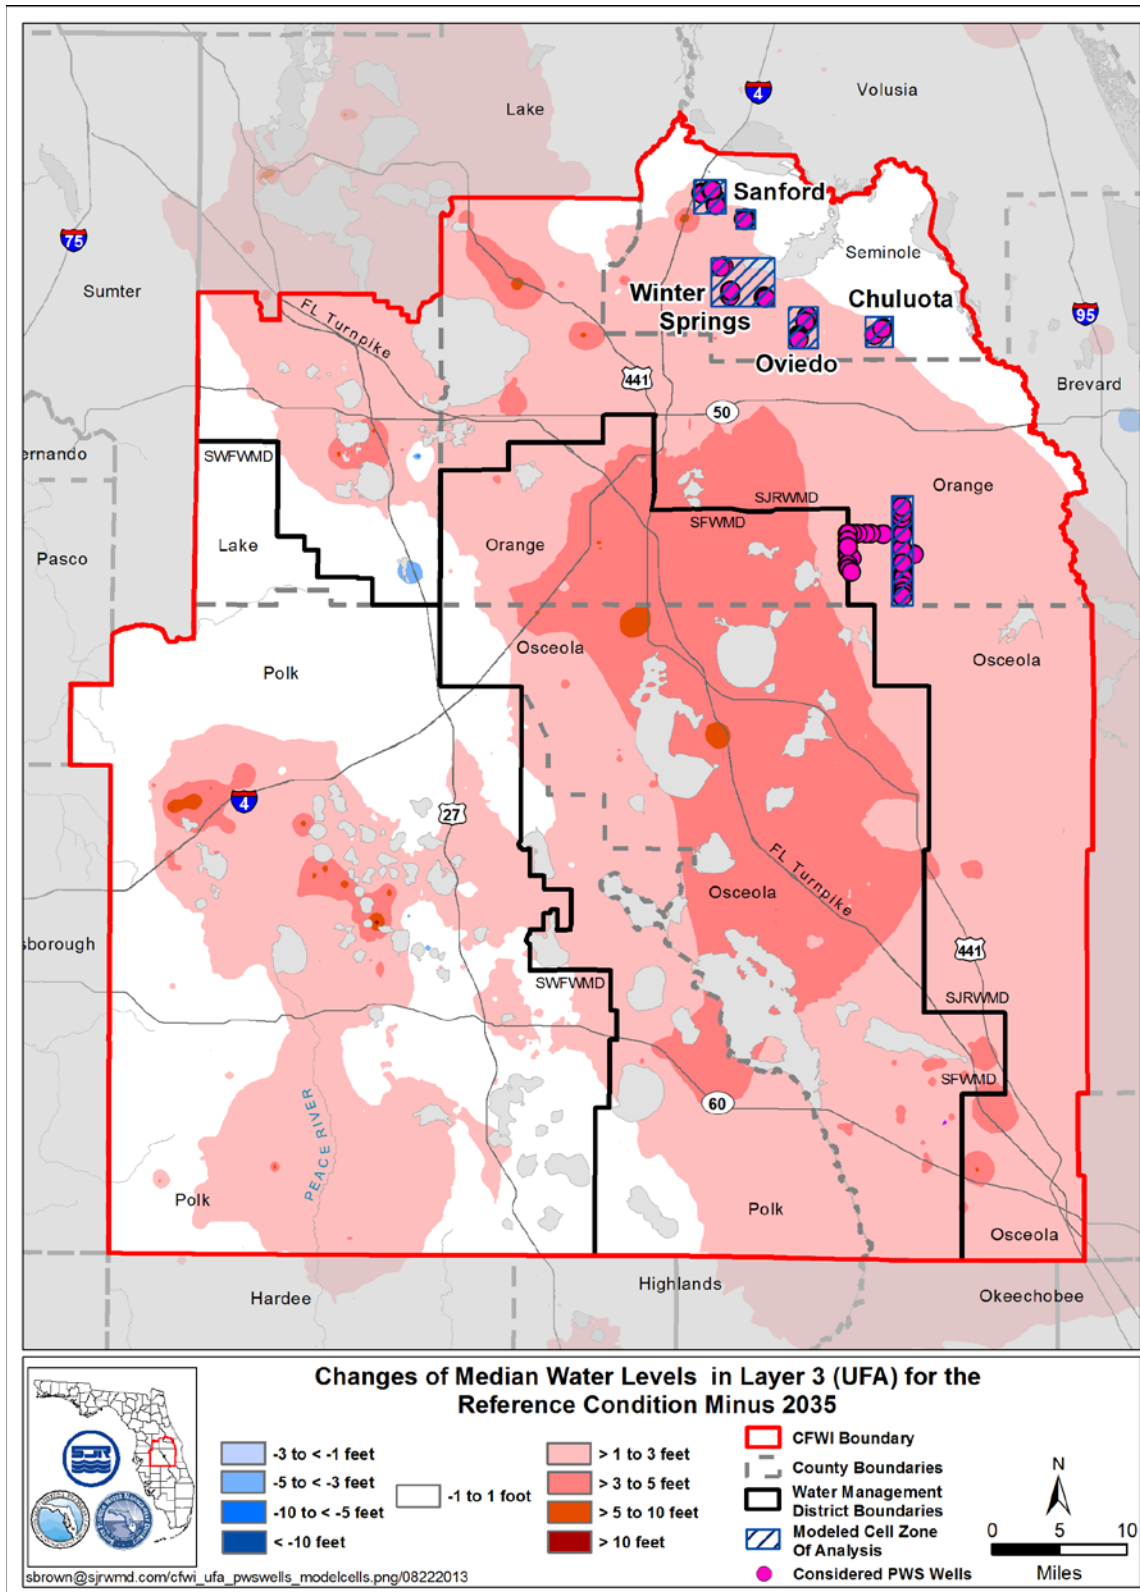 Lake
Volusia
4
Sanford
75
Seminole
Sumter
Winter
Springs
Chuluota
95
FL Turnpike
Oviedo
441
Brevard
50
ernando
SWFWMD
Orange
SJRWMD
SFWMD
Pasco
Lake
Orange
Osceola
Osceola
Polk
4
27
FL Turnpike
Osceola
sborough
441
SWFWMD
SJRWMD
SFWMD
60
PEACE RIVER
Polk
Polk
Osceola
Highlands
Hardee
Okeechobee
Changes of Median Water Levels in Layer 3 (UFA) for the
Reference Condition Minus 2035
SJR
-3 to < -1 feet
-5 to < -3 feet
-10 to < -5 feet
< -10 feet
-1 to 1 foot
> 1 to 3 feet
> 3 to 5 feet
> 5 to 10 feet
> 10 feet
CFWI Boundary
County Boundaries
Water Management
District Boundaries
Modeled Cell Zone
Of Analysis
Considered PWS Wells
N
0 5 10
Miles
sbrown@sjrwmd.com/cfwi_ufa_pwswells_modelcells.png/08222013